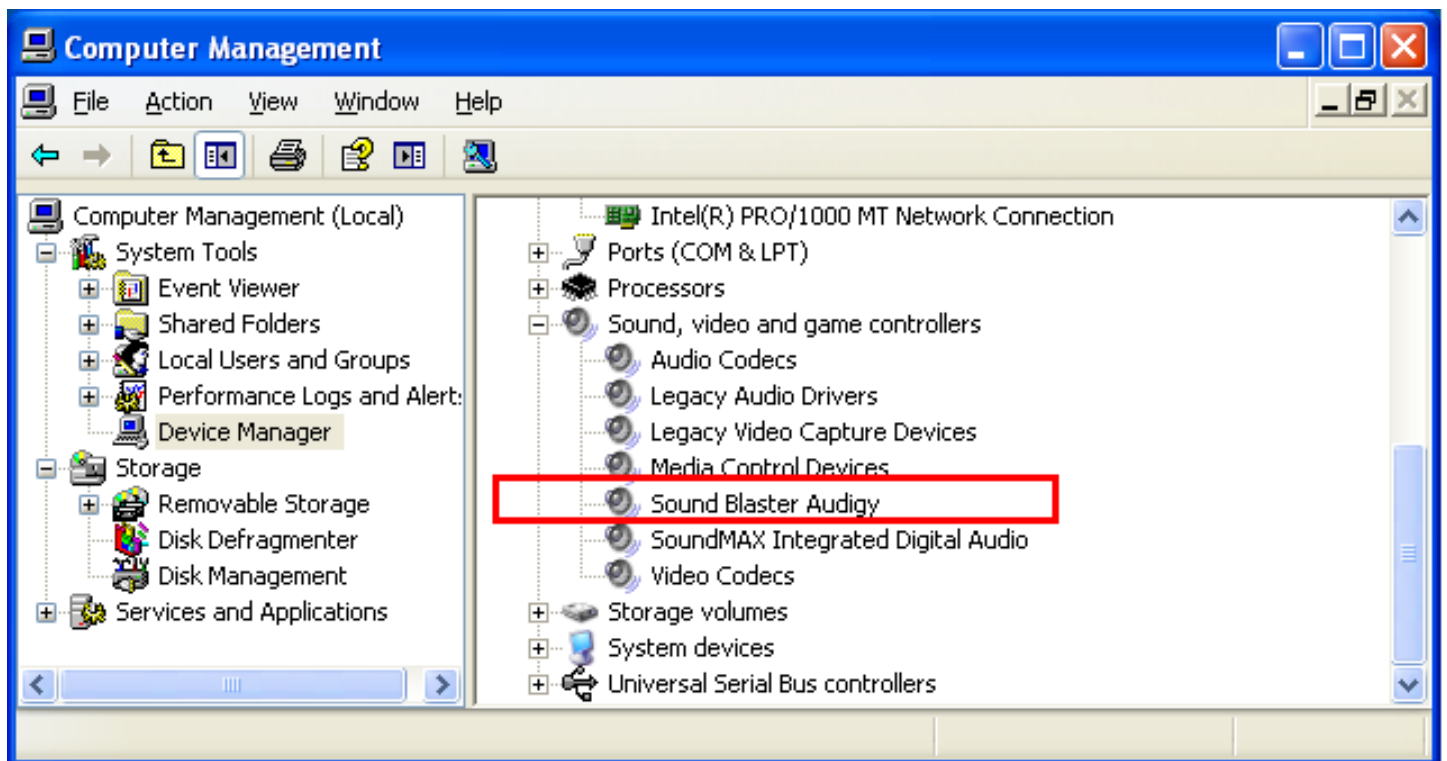 Computer Management
File Action View Window Help
Computer Management (Local)
System Tools
Event Viewer
Shared Folders
Local Users and Groups
Performance Logs and Alert:
Device Manager
Storage
Removable Storage
Disk Defragmenter
Disk Management
Services and Applications
Intel(R) PRO/1000 MT Network Connection
Ports (COM & LPT)
Processors
Sound, video and game controllers
Audio Codecs
Legacy Audio Drivers
Legacy Video Capture Devices
Media Control Devices
Sound Blaster Audigy
SoundMAX Integrated Digital Audio
Video Codecs
Storage volumes
System devices
Universal Serial Bus controllers